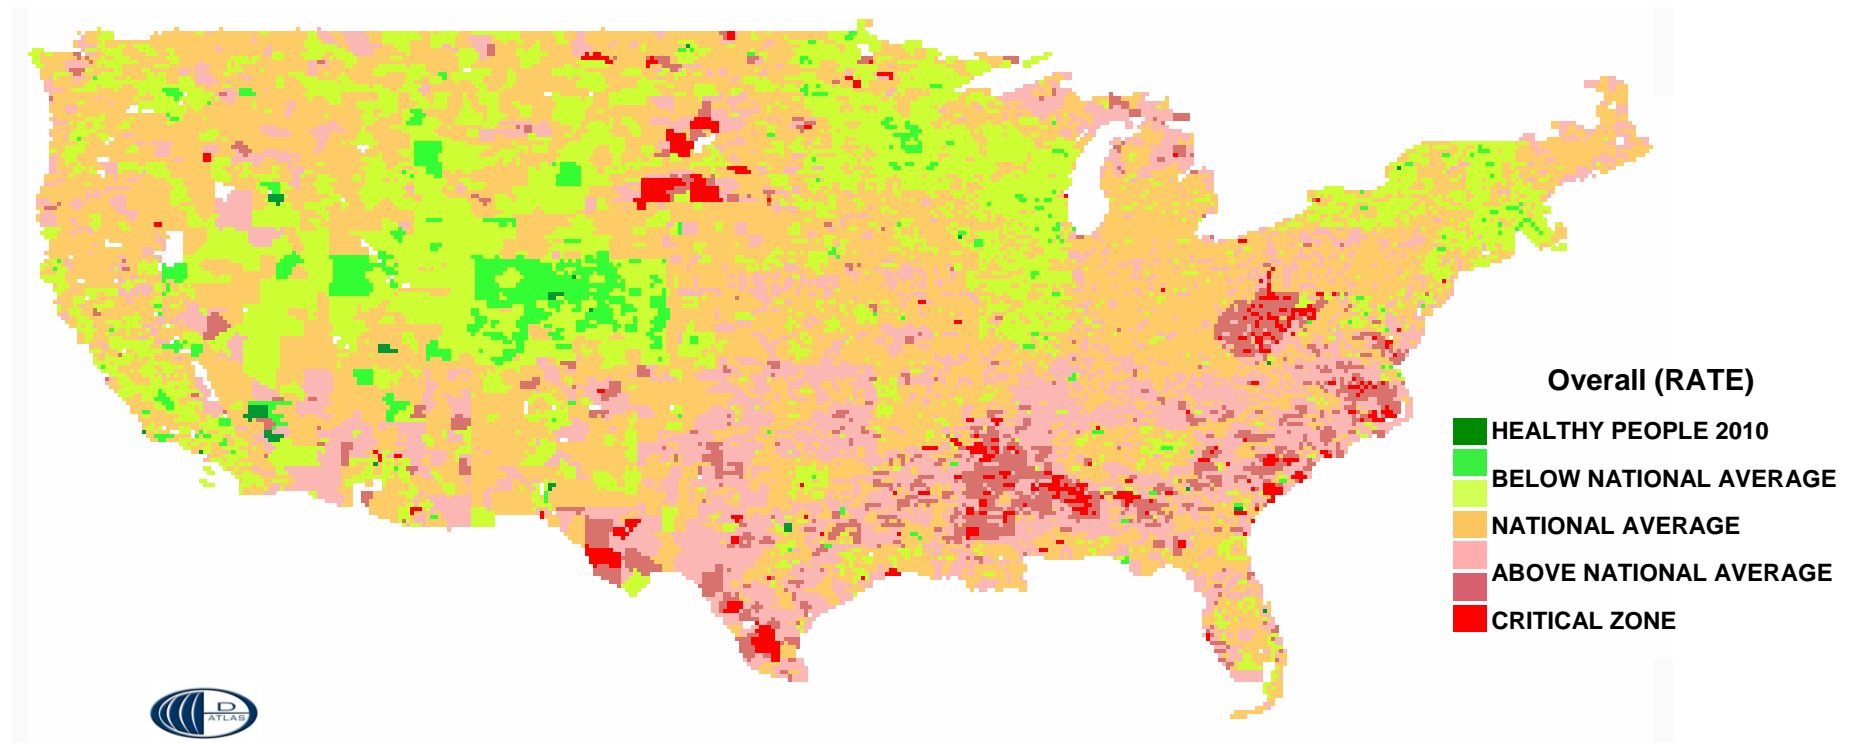 Overall (RATE)
HEALTHY PEOPLE 2010
BELOW NATIONAL AVERAGE
NATIONAL AVERAGE
ABOVE NATIONAL AVERAGE
CRITICAL ZONE
D
ATLAS